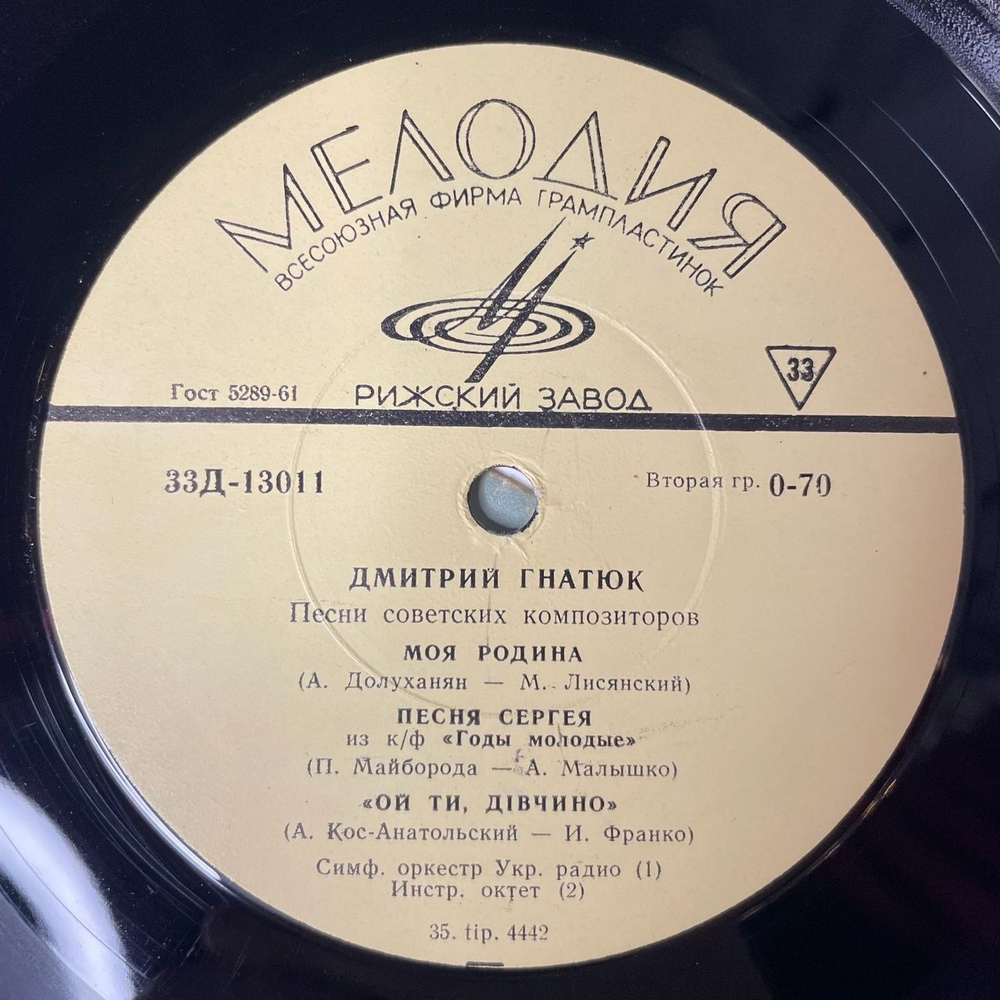 МЕЛОДИЯ
ВСЕСОЮЗНАЯ ФИРМА ГРАМПЛАСТИНОК
33
Гост 5289-61
РИЖСКИЙ ЗАВОД
33Д-13011
Вторая гр. 0-70
ДМИТРИЙ ГНАТЮК
Песни советских композиторов
МОЯ РОДИНА
(А. Долуханян — М. Лисянский)
ПЕСНЯ СЕРГЕЯ
из к/ф «Годы молодые»
(П. Майборода — А. Малышко)
«ОЙ ТИ, ДІВЧИНО»
(А. Кос-Анатольский — И. Франко)
Симф. оркестр Укр. радио (1)
Инстр. октет (2)
35. tip. 4442